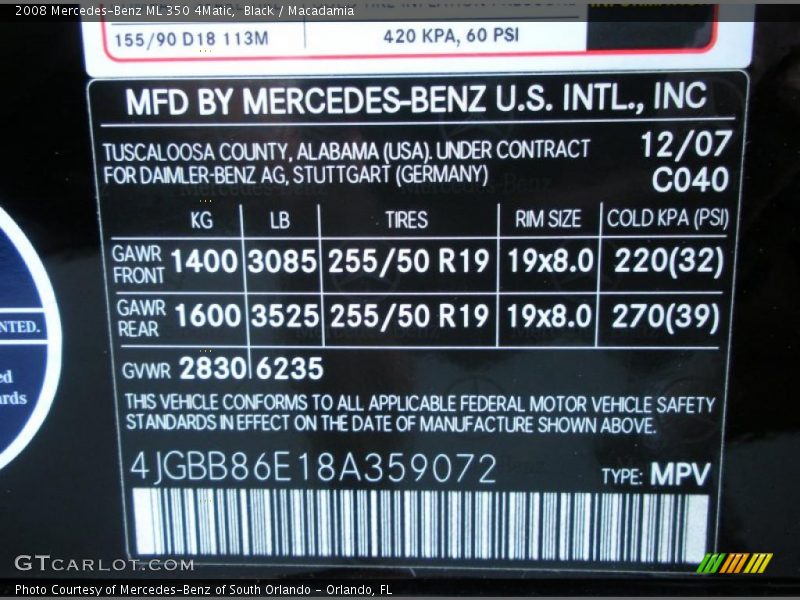 2008 Mercedes-Benz ML 350 4Matic, Black / Macadamia
155/90 D18 113M 420 KPA, 60 PSI
MFD BY MERCEDES-BENZ U.S. INTL., INC
TUSCALOOSA COUNTY, ALABAMA (USA). UNDER CONTRACT 12/07
FOR DAIMLER-BENZ AG, STUTTGART (GERMANY) C040
KG LB TIRES RIM SIZE COLD KPA (PSI)
GAWR FRONT 1400 3085 255/50 R19 19x8.0 220(32)
GAWR REAR 1600 3525 255/50 R19 19x8.0 270(39)
GVWR 2830 6235
THIS VEHICLE CONFORMS TO ALL APPLICABLE FEDERAL MOTOR VEHICLE SAFETY
STANDARDS IN EFFECT ON THE DATE OF MANUFACTURE SHOWN ABOVE.
4JGBB86E18A359072 TYPE: MPV
NTED.
ed
ards
GTcarlot.com
Photo Courtesy of Mercedes-Benz of South Orlando - Orlando, FL